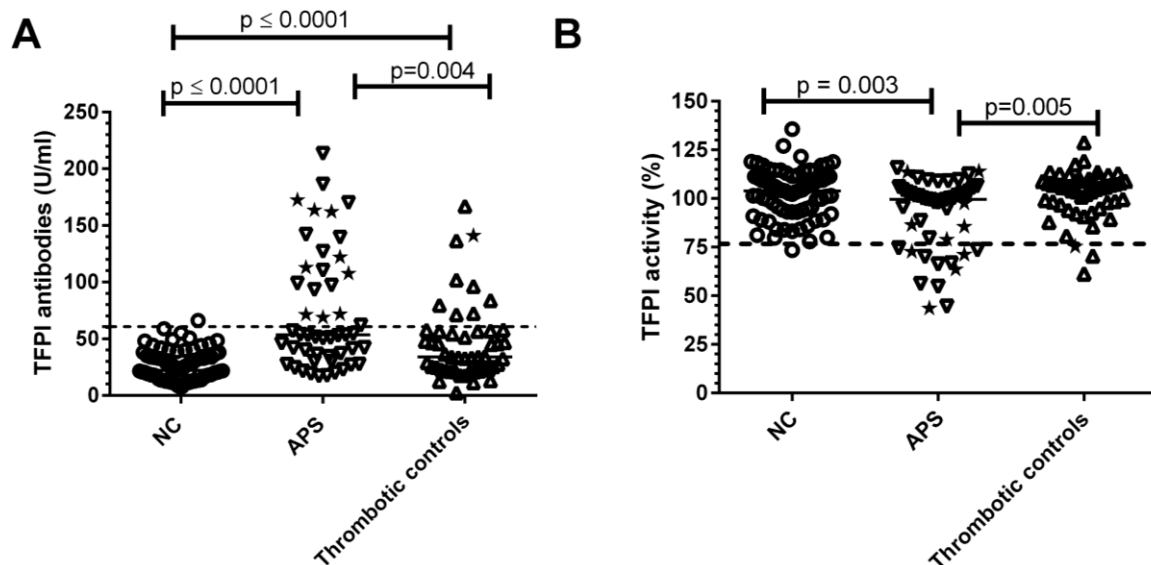 A
p ≤ 0.0001
p ≤ 0.0001
p=0.004
TFPI antibodies (U/ml)
250
200
150
100
50
0
NC
APS
Thrombotic controls
B
p = 0.003
p=0.005
TFPI activity (%)
150
125
100
75
50
25
0
NC
APS
Thrombotic controls